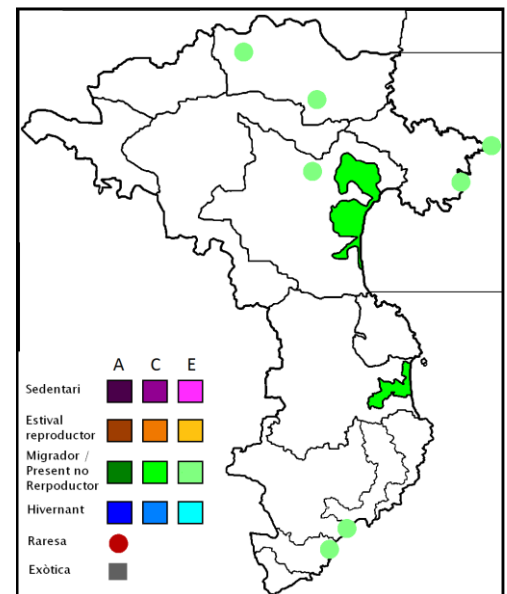 A C E
Sedentari
Estival
reproductor
Migrador /
Present no
Rerpoductor
Hivernant
Raresa
Exòtica